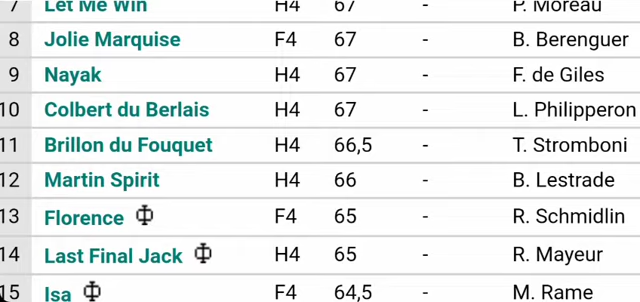 7 Let Me Win H4 67 - P. Moreau
8 Jolie Marquise F4 67 - B. Berenguer
9 Nayak H4 67 - F. de Giles
10 Colbert du Berlais H4 67 - L. Philipperon
11 Brillon du Fouquet H4 66,5 - T. Stromboni
12 Martin Spirit H4 66 - B. Lestrade
13 Florence F4 65 - R. Schmidlin
14 Last Final Jack H4 65 - R. Mayeur
15 Isa F4 64,5 - M. Rame